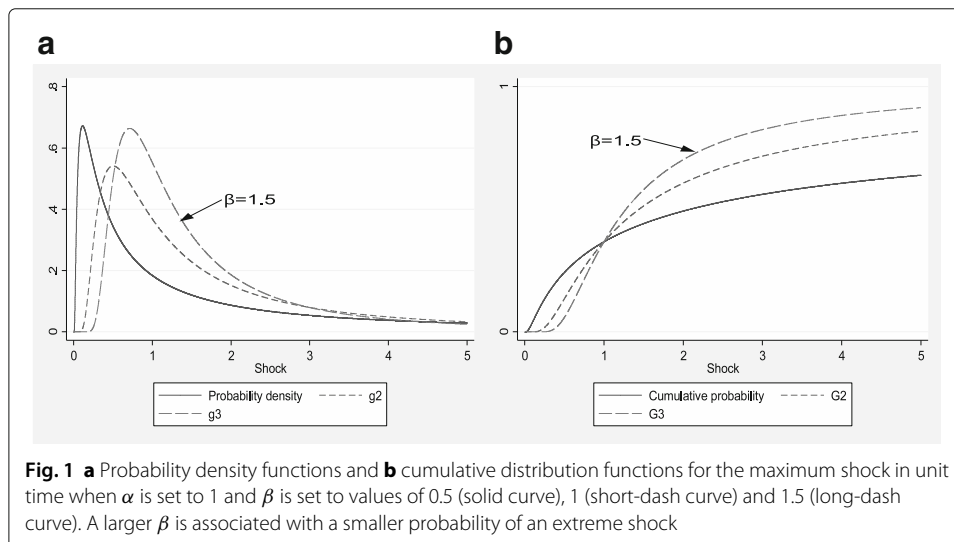 a
b
.8
.6
.4
.2
0
β=1.5
0 1 2 3 4 5
Shock
Probability density g2
g3
1
0
β=1.5
0 1 2 3 4 5
Shock
Cumulative probability G2
G3
Fig. 1 a Probability density functions and b cumulative distribution functions for the maximum shock in unit
time when α is set to 1 and β is set to values of 0.5 (solid curve), 1 (short-dash curve) and 1.5 (long-dash
curve). A larger β is associated with a smaller probability of an extreme shock